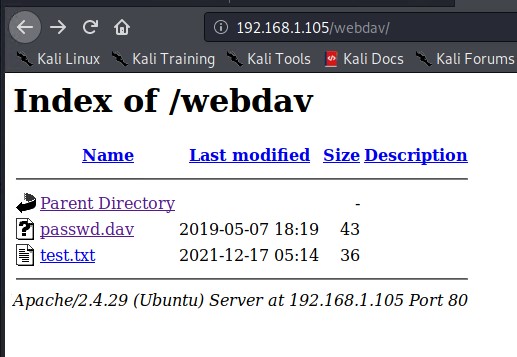 192.168.1.105/webdav/
Kali Linux Kali Training Kali Tools Kali Docs Kali Forums
Index of /webdav
Name Last modified Size Description
Parent Directory -
passwd.dav 2019-05-07 18:19 43
test.txt 2021-12-17 05:14 36
Apache/2.4.29 (Ubuntu) Server at 192.168.1.105 Port 80